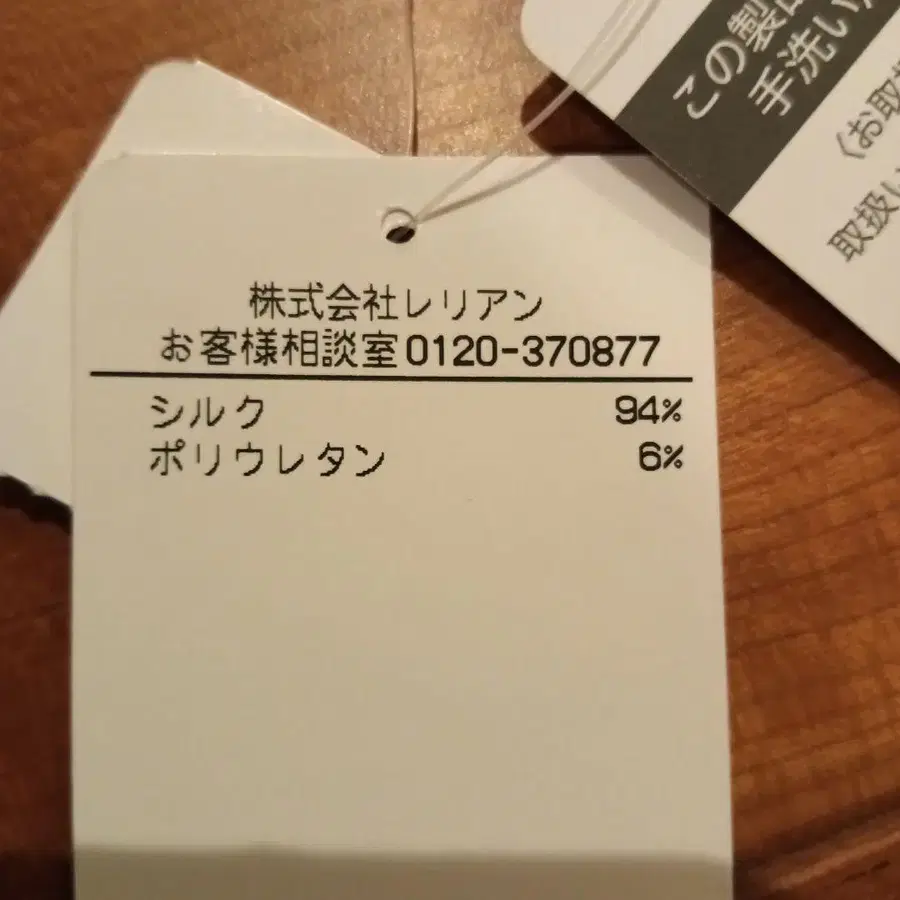 株式会社レリアン
お客様相談室0120-370877
シルク 94%
ポリウレタン 6%
この製品
手洗い
(お取扱
取扱い